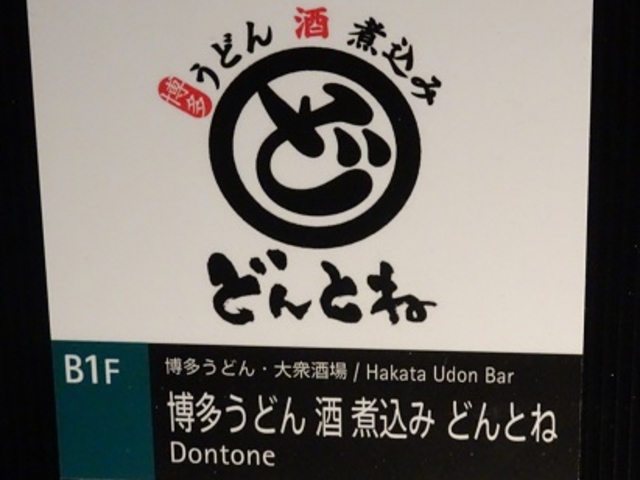 博多うどん 酒 煮込み
ど
どんとね
B1F
博多うどん・大衆酒場 / Hakata Udon Bar
博多うどん 酒 煮込み どんとね
Dontone